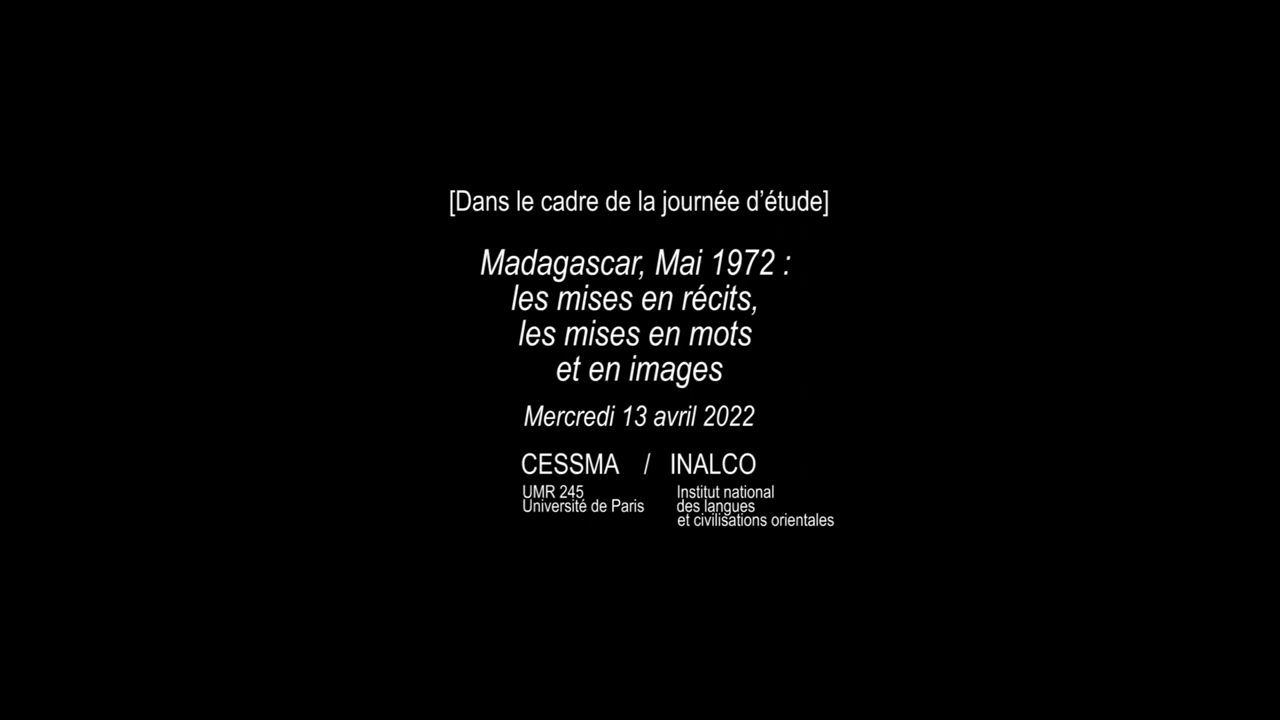 [Dans le cadre de la journée d’étude]
Madagascar, Mai 1972 :
les mises en récits,
les mises en mots
et en images
Mercredi 13 avril 2022
CESSMA / INALCO
UMR 245
Université de Paris
Institut national
des langues
et civilisations orientales